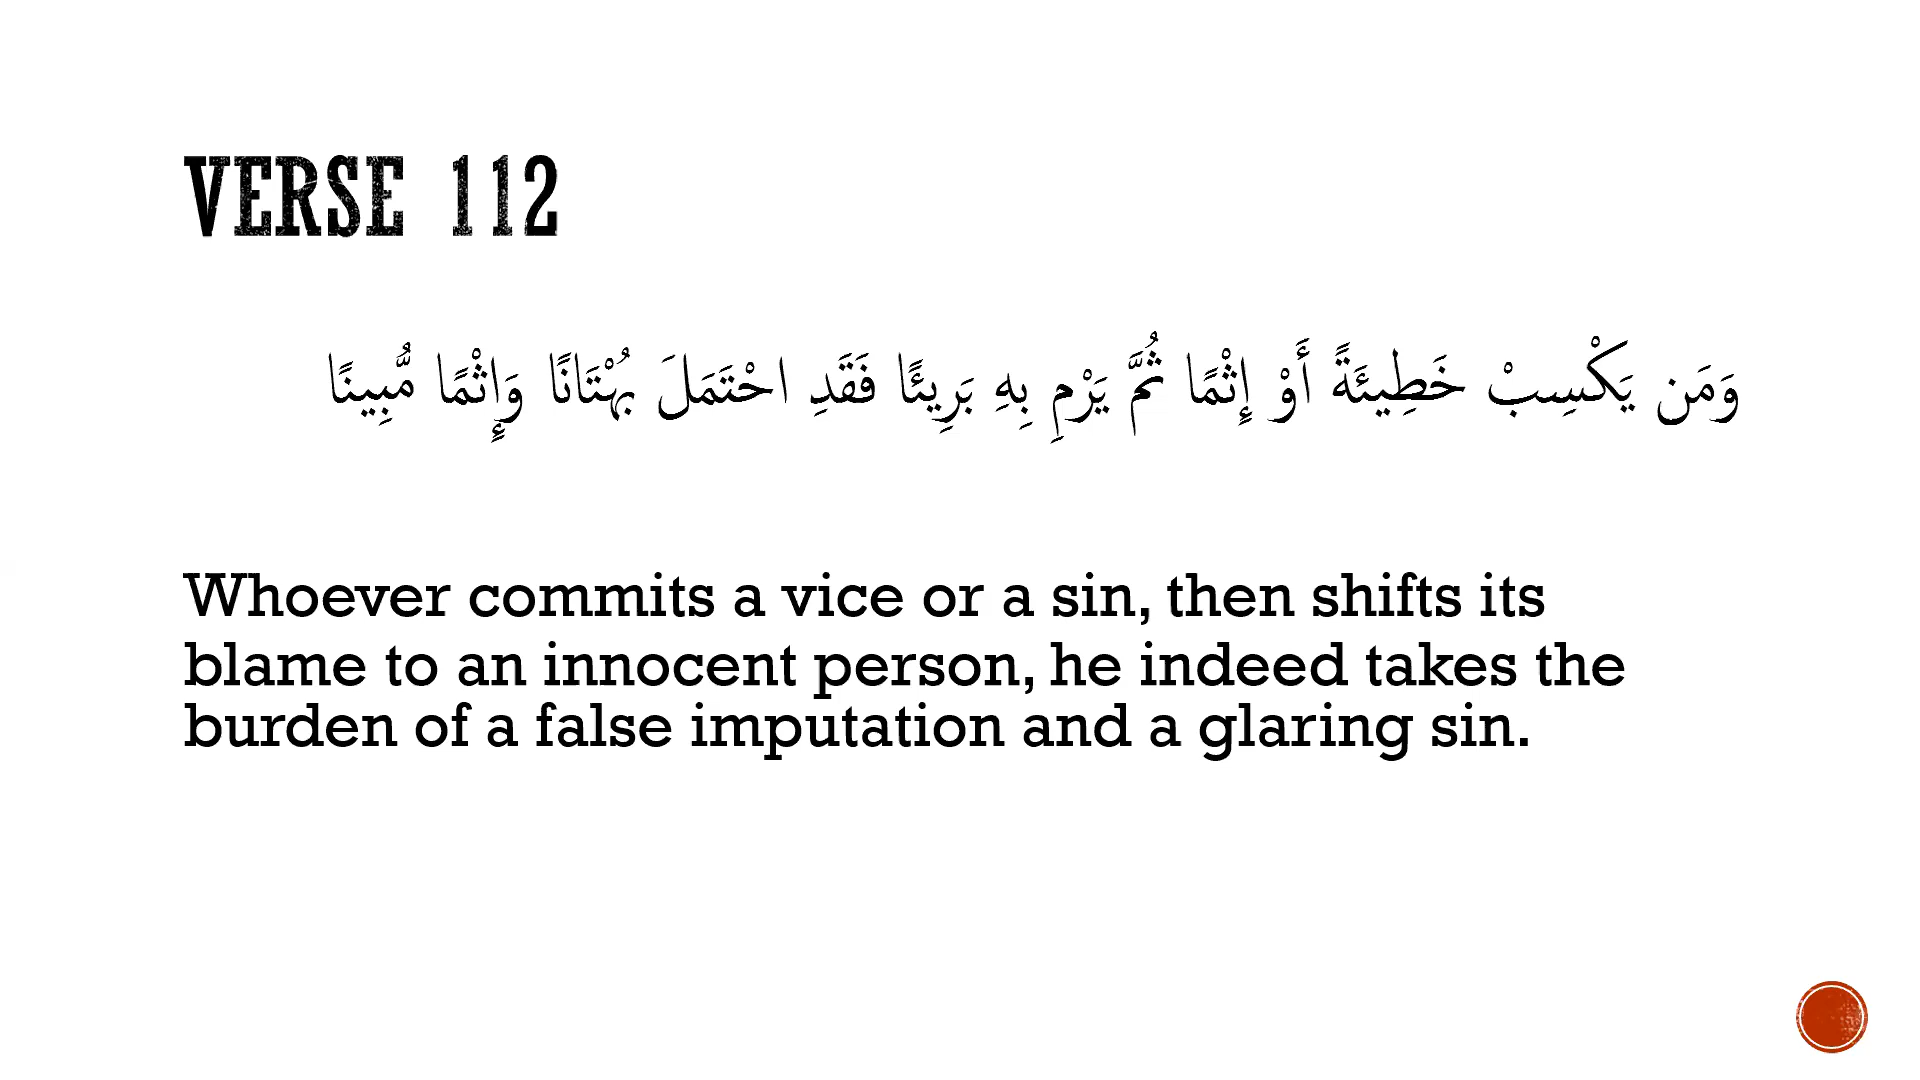 VERSE 112
وَمَن يَكْسِبْ خَطِيئَةً أَوْ إِثْمًا ثُمَّ يَرْمِ بِهِ بَرِيئًا فَقَدِ احْتَمَلَ بُهْتَانًا وَإِثْمًا مُّبِينًا
Whoever commits a vice or a sin, then shifts its
blame to an innocent person, he indeed takes the
burden of a false imputation and a glaring sin.